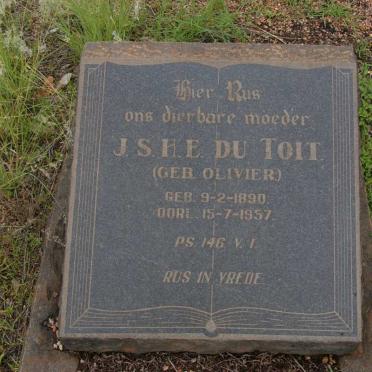 Hier Rus
ons dierbare moeder
J.S.H.E. DU TOIT
(GEB. OLIVIER)
GEB. 9-2-1890.
OORL. 15-7-1957.
PS. 146 V. 1.
RUS IN VREDE.